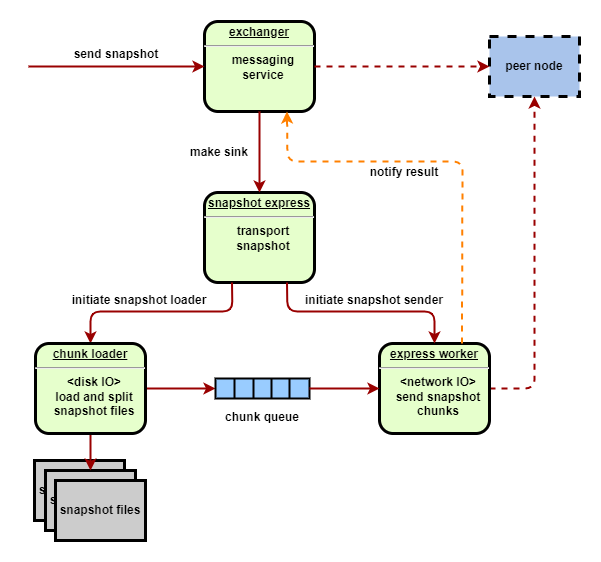 exchanger
send snapshot
messaging
service
peer node
make sink
notify result
snapshot express
transport
snapshot
initiate snapshot loader
initiate snapshot sender
chunk loader
<disk IO>
load and split
snapshot files
chunk queue
express worker
<network IO>
send snapshot
chunks
s
s
snapshot files